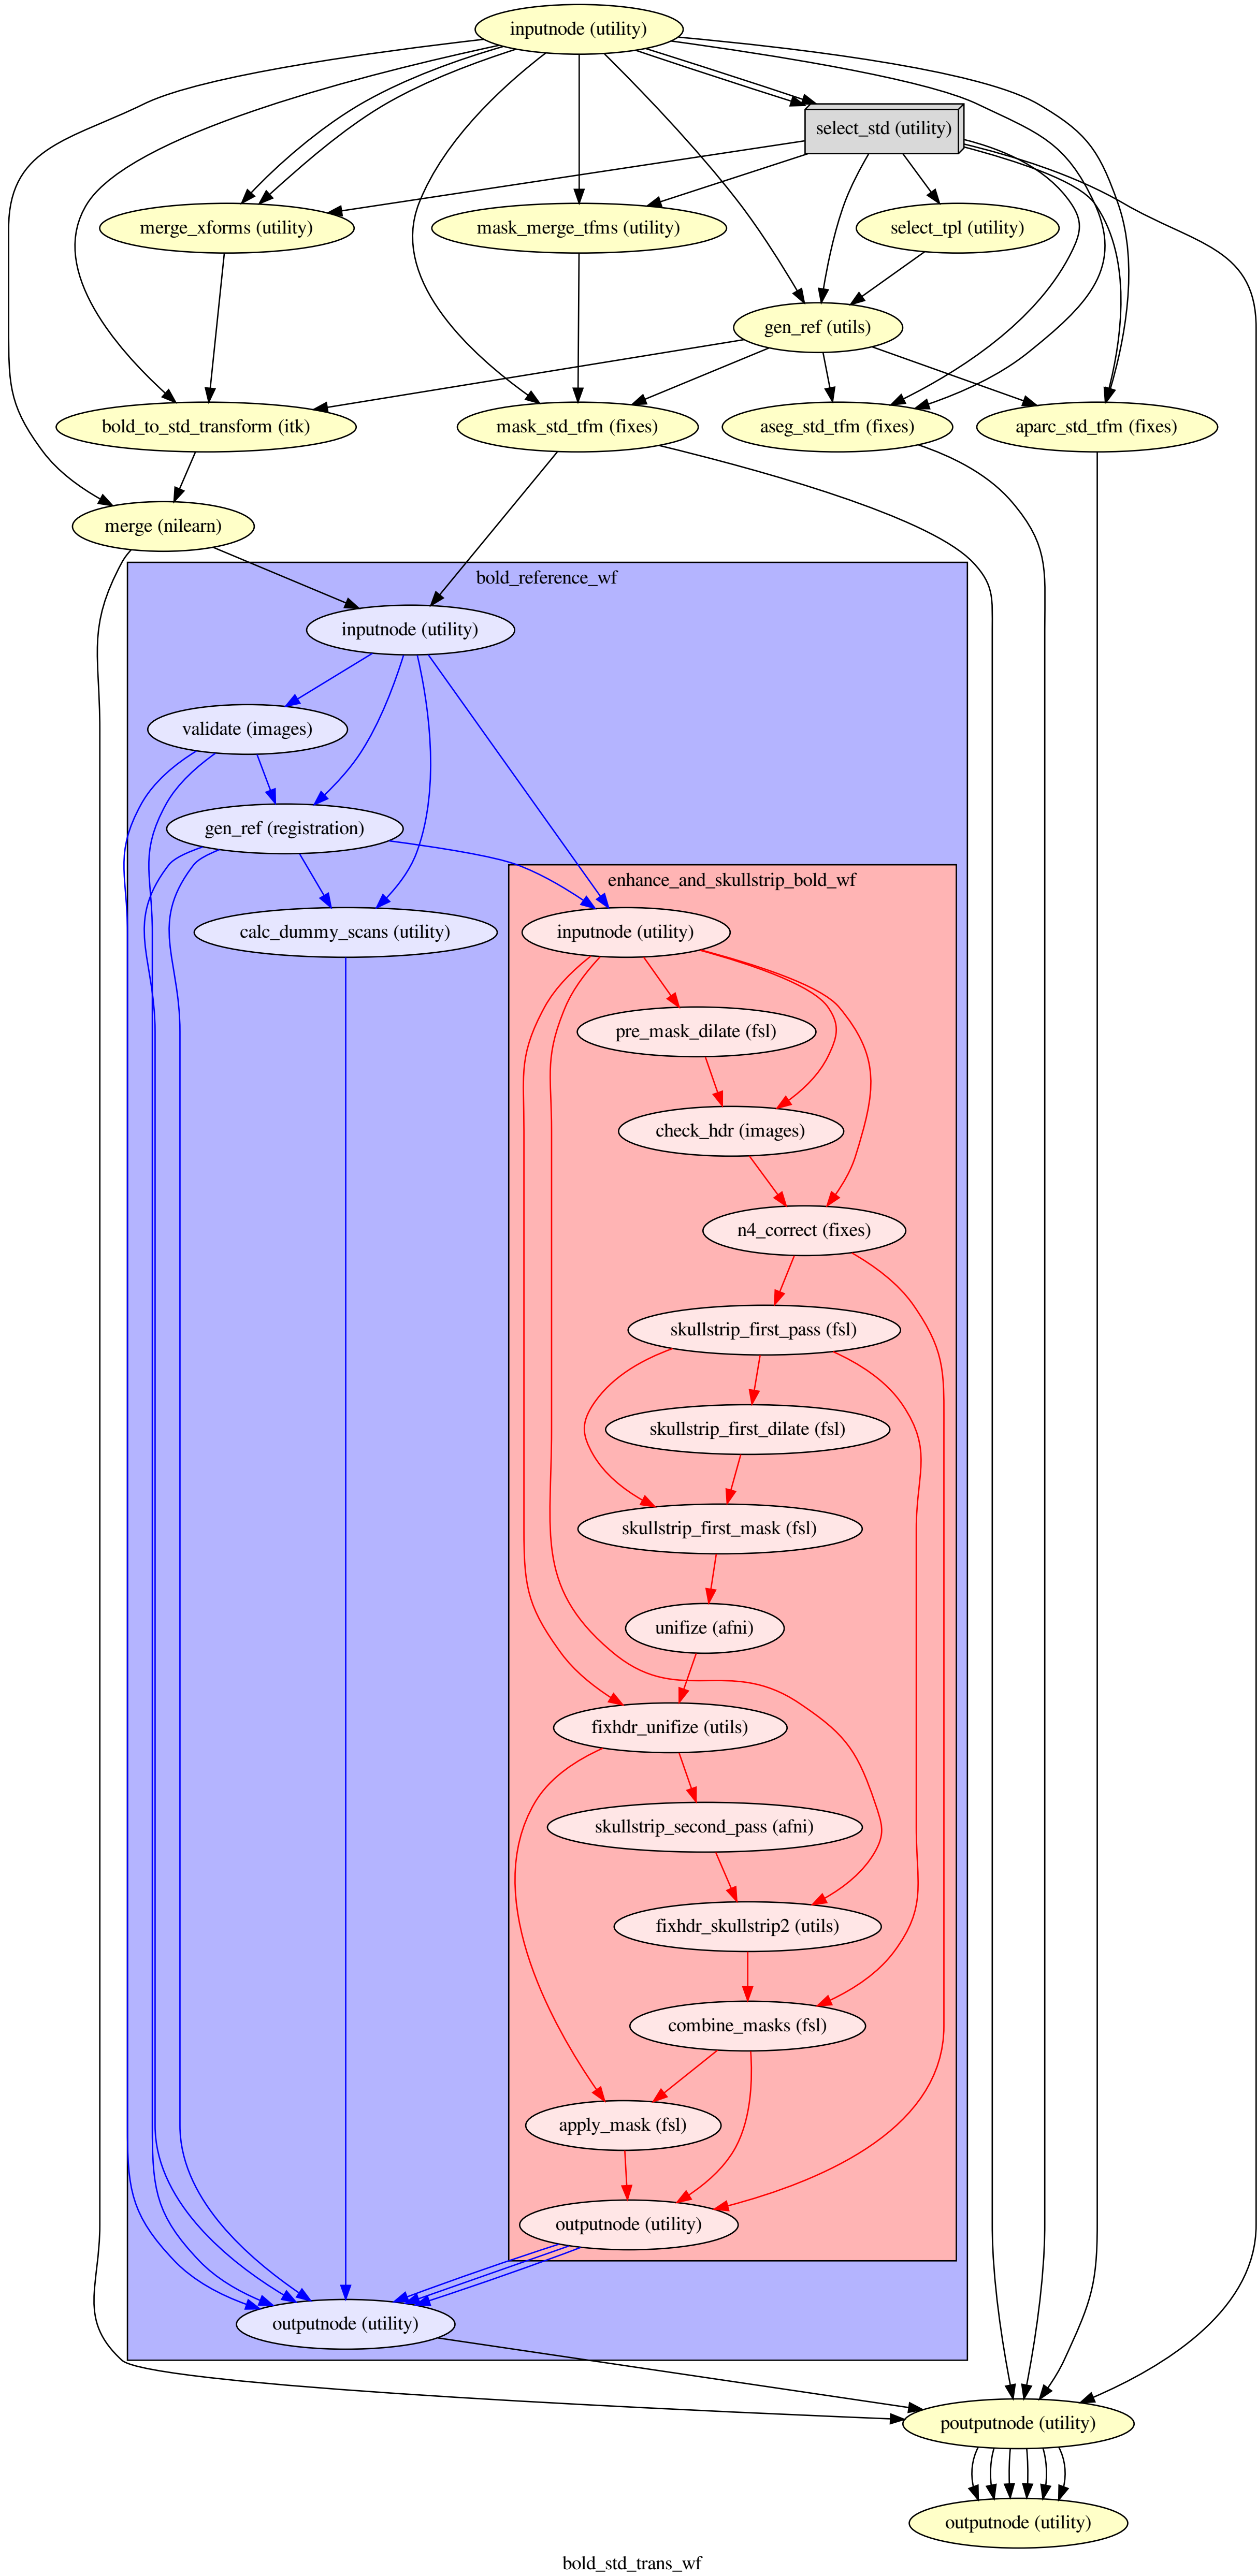 inputnode (utility)
select_std (utility)
merge_xforms (utility)
mask_merge_tfms (utility)
select_tpl (utility)
gen_ref (utils)
bold_to_std_transform (itk)
mask_std_tfm (fixes)
aseg_std_tfm (fixes)
aparc_std_tfm (fixes)
merge (nilearn)
bold_reference_wf
inputnode (utility)
validate (images)
gen_ref (registration)
enhance_and_skullstrip_bold_wf
calc_dummy_scans (utility)
inputnode (utility)
pre_mask_dilate (fsl)
check_hdr (images)
n4_correct (fixes)
skullstrip_first_pass (fsl)
skullstrip_first_dilate (fsl)
skullstrip_first_mask (fsl)
unifize (afni)
fixhdr_unifize (utils)
skullstrip_second_pass (afni)
fixhdr_skullstrip2 (utils)
combine_masks (fsl)
apply_mask (fsl)
outputnode (utility)
outputnode (utility)
poutputnode (utility)
outputnode (utility)
bold_std_trans_wf